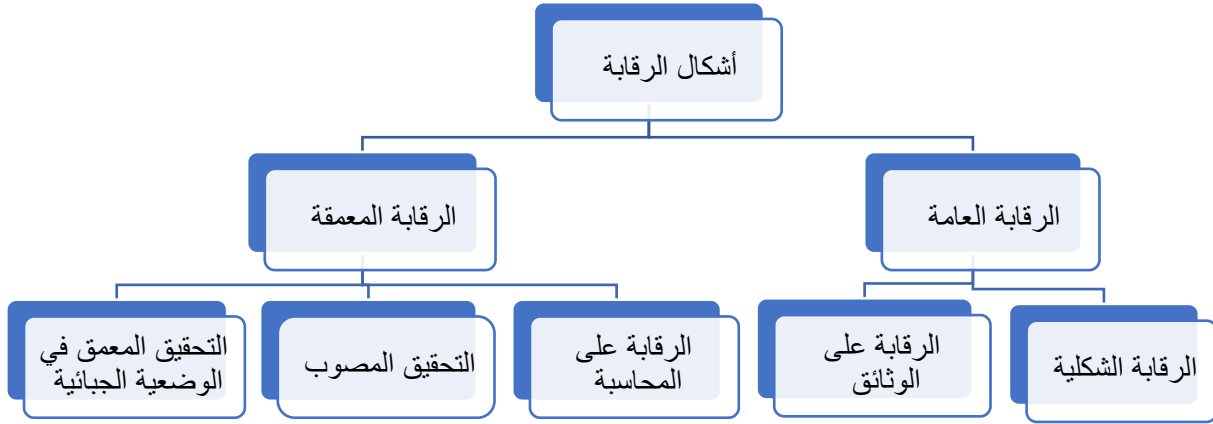 أشكال الرقابة
الرقابة العامة
الرقابة المعمقة
الرقابة الشكلية
الرقابة على
الوثائق
الرقابة على
المحاسبة
التحقيق المصوب
التحقيق المعمق في
الوضعية الجبائية